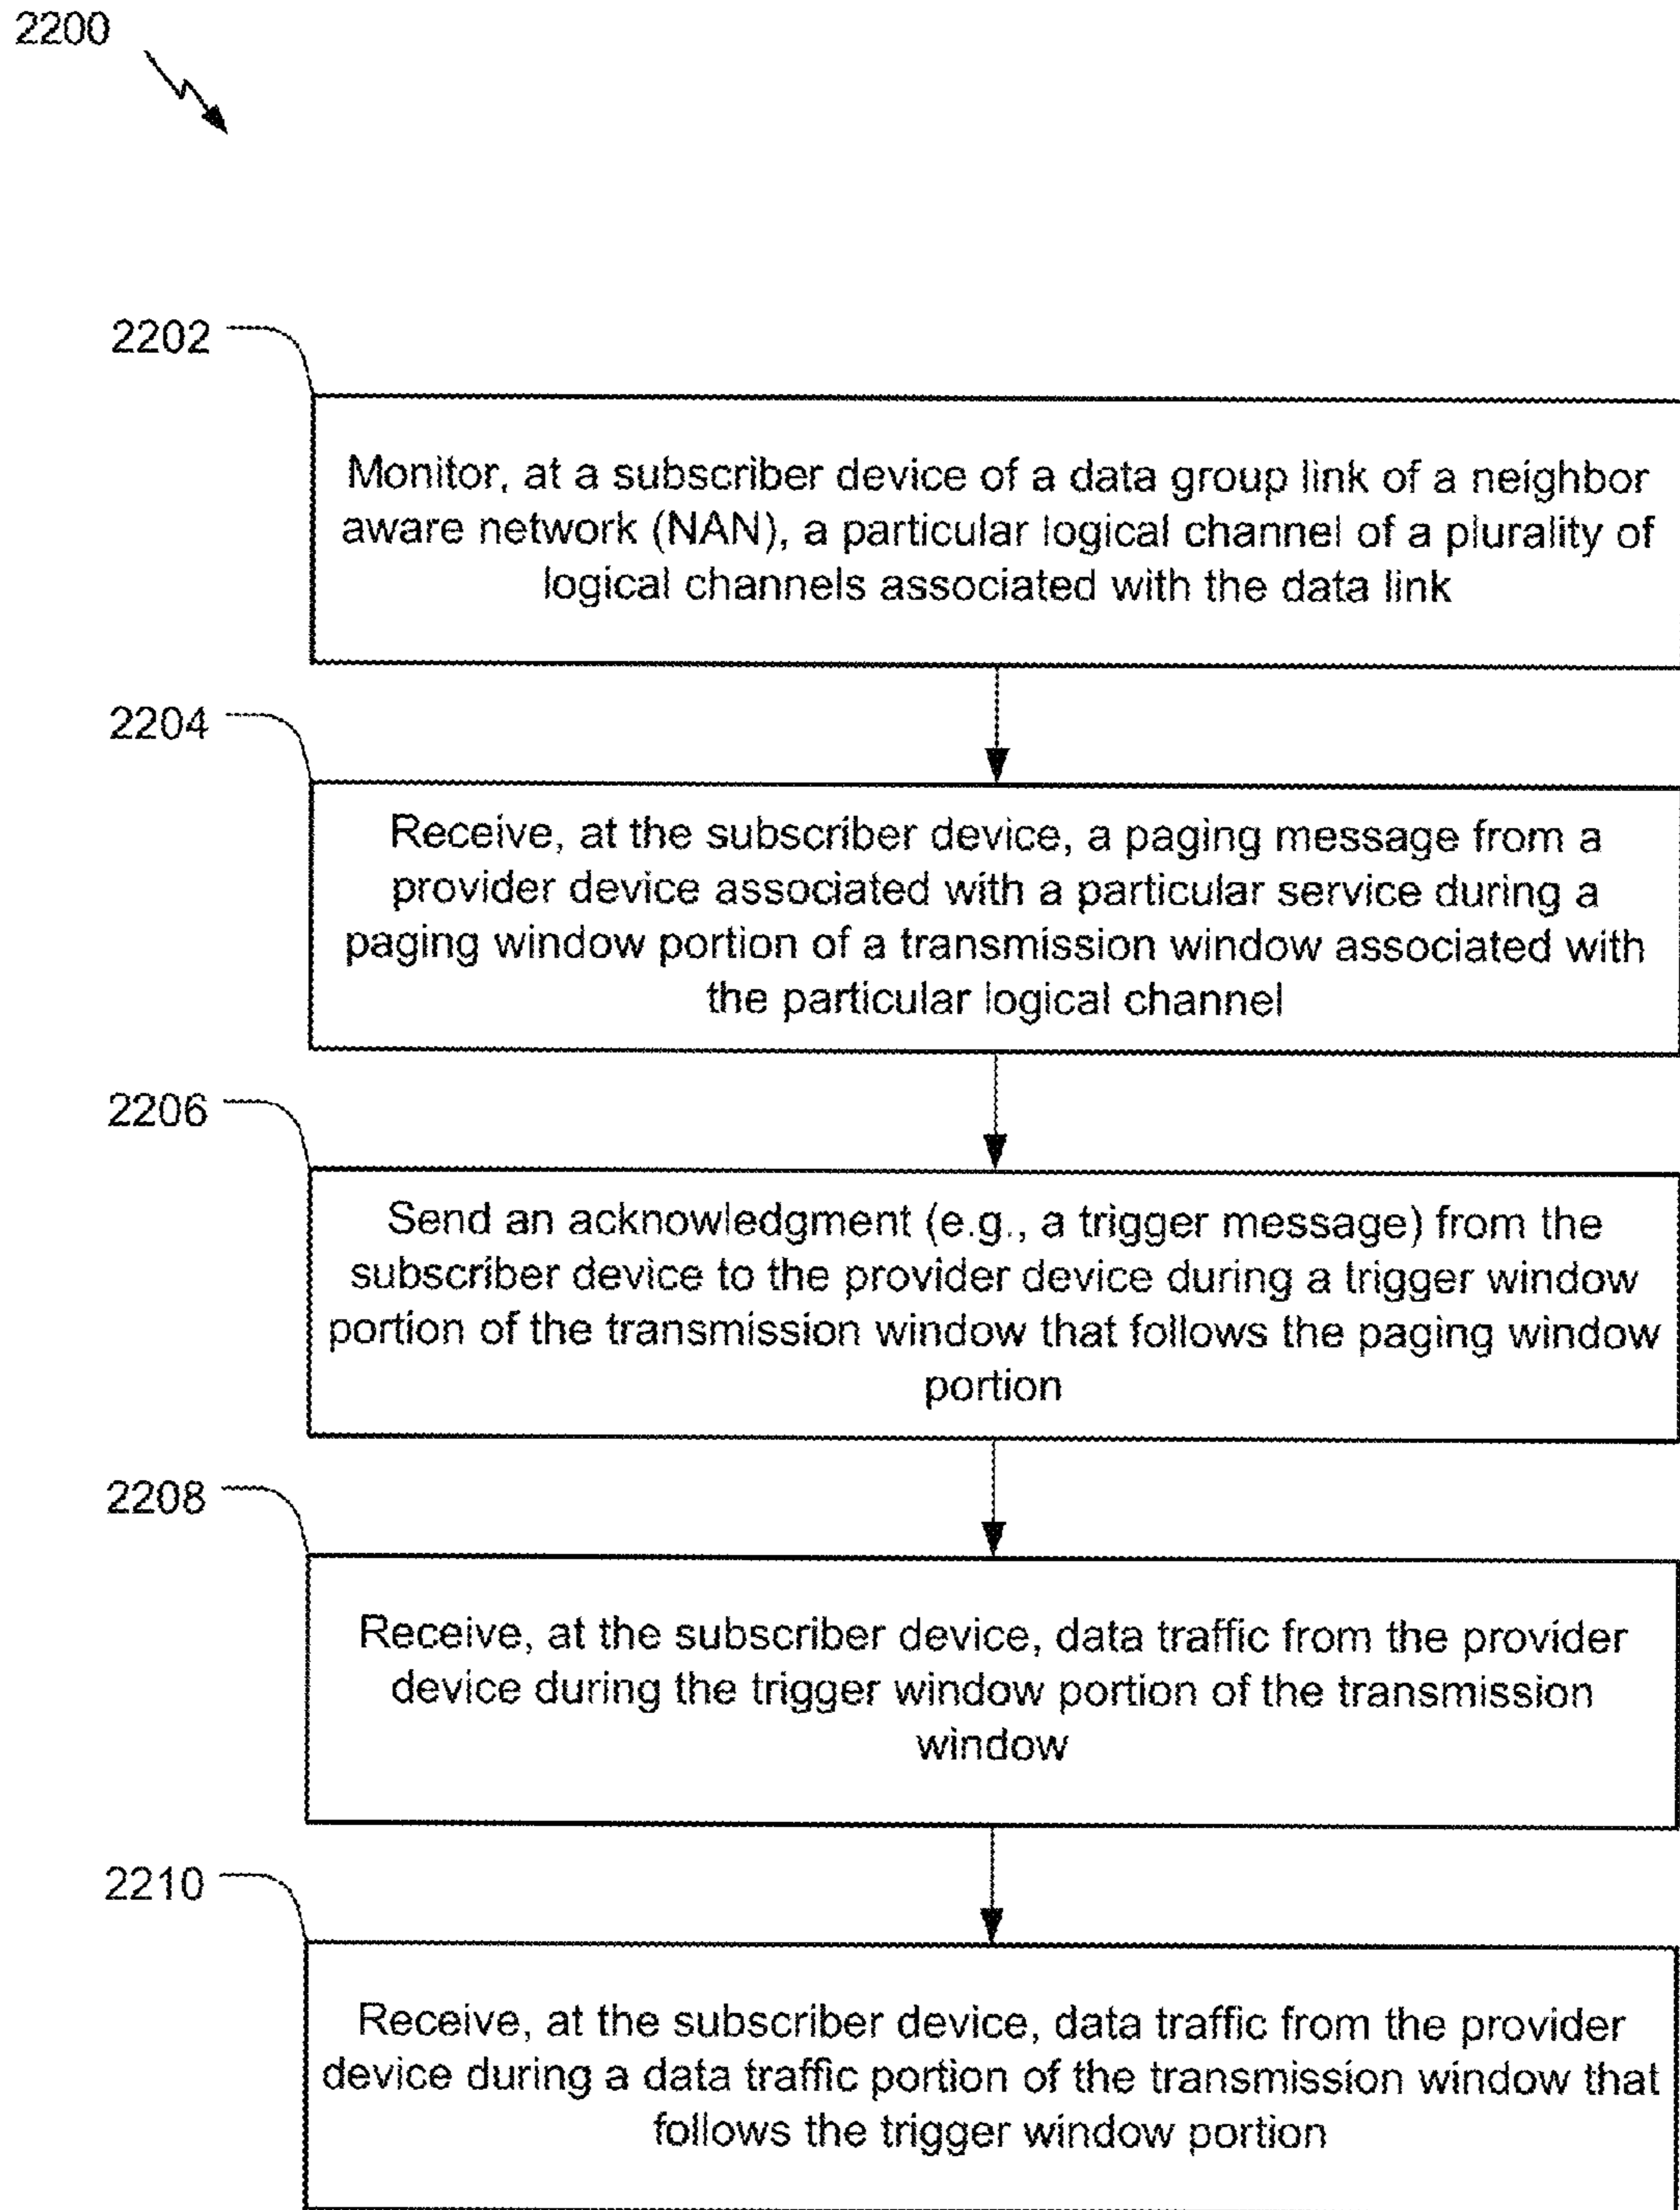 2200
2202
Monitor, at a subscriber device of a data group link of a neighbor
aware network (NAN), a particular logical channel of a plurality of
logical channels associated with the data link
2204
Receive, at the subscriber device, a paging message from a
provider device associated with a particular service during a
paging window portion of a transmission window associated with
the particular logical channel
2206
Send an acknowledgment (e.g., a trigger message) from the
subscriber device to the provider device during a trigger window
portion of the transmission window that follows the paging window
portion
2208
Receive, at the subscriber device, data traffic from the provider
device during the trigger window portion of the transmission
window
2210
Receive, at the subscriber device, data traffic from the provider
device during a data traffic portion of the transmission window that
follows the trigger window portion